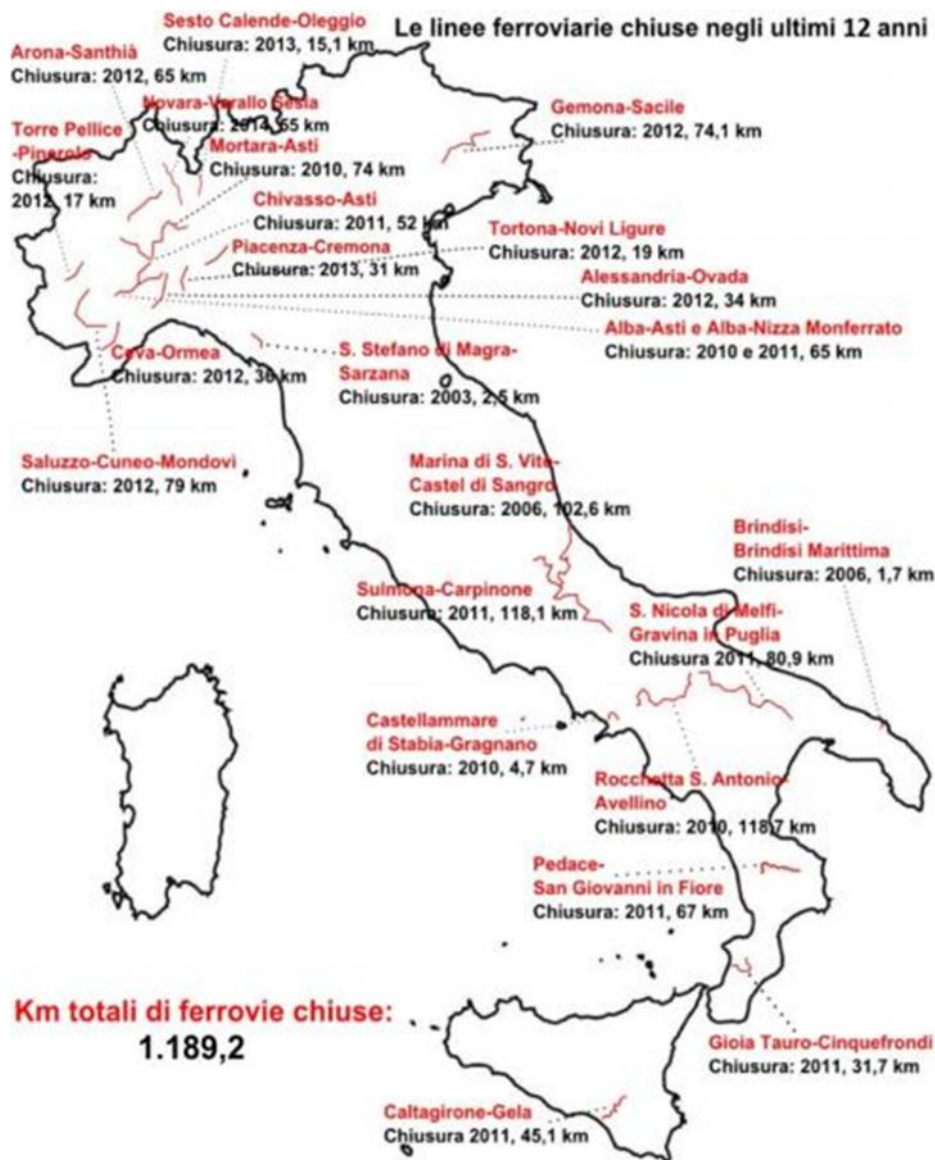 Le linee ferroviarie chiuse negli ultimi 12 anni
Sesto Calende-Oleggio
Chiusura: 2013, 15,1 km
Arona-Santhià
Chiusura: 2012, 65 km
Novara-Varallo Sesia
Chiusura: 2014, 55 km
Torre Pellice
-Pinerolo
Chiusura:
2012, 17 km
Mortara-Asti
Chiusura: 2010, 74 km
Gemona-Sacile
Chiusura: 2012, 74,1 km
Chivasso-Asti
Chiusura: 2011, 52 km
Piacenza-Cremona
Chiusura: 2013, 31 km
Tortona-Novi Ligure
Chiusura: 2012, 19 km
Alessandria-Ovada
Chiusura: 2012, 34 km
Alba-Asti e Alba-Nizza Monferrato
Chiusura: 2010 e 2011, 65 km
Ceva-Ormea
Chiusura: 2012, 36 km
S. Stefano di Magra-
Sarzana
Chiusura: 2003, 2,5 km
Saluzzo-Cuneo-Mondovì
Chiusura: 2012, 79 km
Marina di S. Vito-
Castel di Sangro
Chiusura: 2006, 102,6 km
Brindisi-
Brindisi Marittima
Chiusura: 2006, 1,7 km
Sulmona-Carpinone
Chiusura: 2011, 118,1 km
S. Nicola di Melfi-
Gravina in Puglia
Chiusura 2011, 80,9 km
Castellammare
di Stabia-Gragnano
Chiusura: 2010, 4,7 km
Rocchetta S. Antonio-
Avellino
Chiusura: 2010, 118,7 km
Pedace-
San Giovanni in Fiore
Chiusura: 2011, 67 km
Km totali di ferrovie chiuse:
1.189,2
Gioia Tauro-Cinquefrondi
Chiusura: 2011, 31,7 km
Caltagirone-Gela
Chiusura 2011, 45,1 km